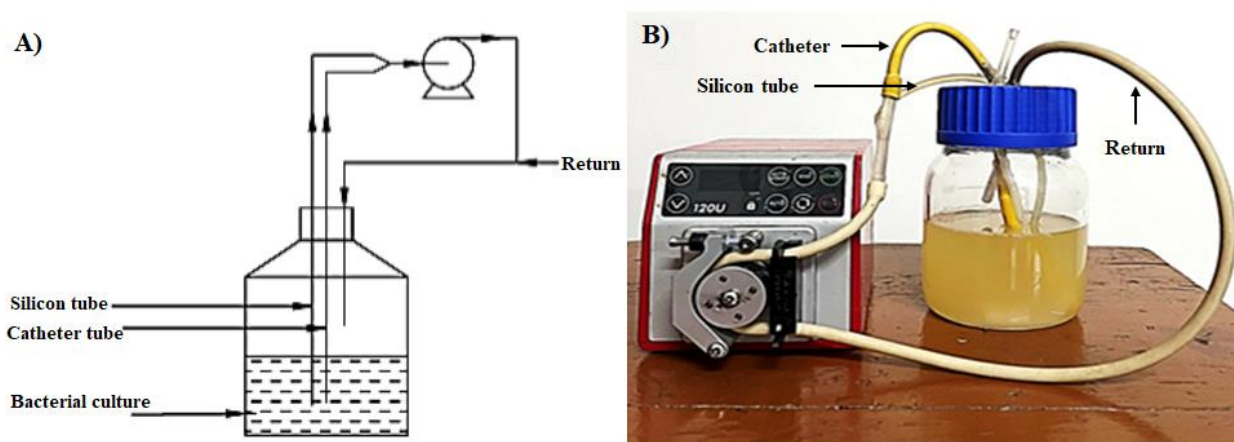 A)
Return
Silicon tube
Catheter tube
Bacterial culture
B)
Catheter
Silicon tube
Return
120U